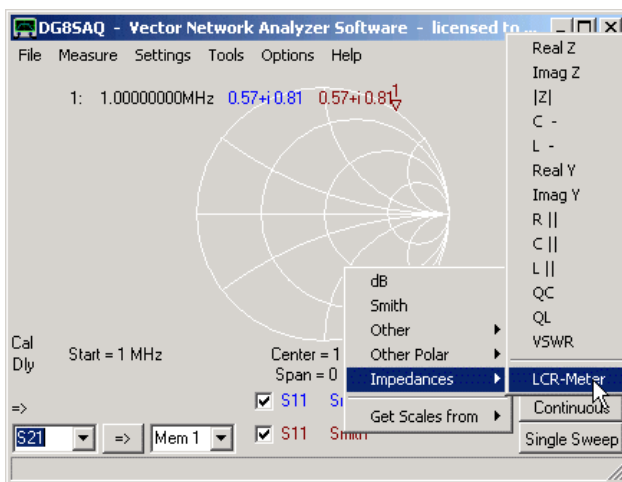 DG8SAQ - Vector Network Analyzer Software - licensed to ...
File Measure Settings Tools Options Help
1: 1.00000000MHz 0.57+i 0.81 0.57+i 0.81
1
Real Z
Imag Z
|Z|
C -
L -
Real Y
Imag Y
R ||
C ||
L ||
QC
QL
VSWR
LCR-Meter
dB
Smith
Other
Other Polar
Impedances
Get Scales from
Cal
Dly
Start = 1 MHz
Center = 1
Span = 0
=>
S11
S21
=>
Mem 1
S11 Smith
Continuous
Single Sweep